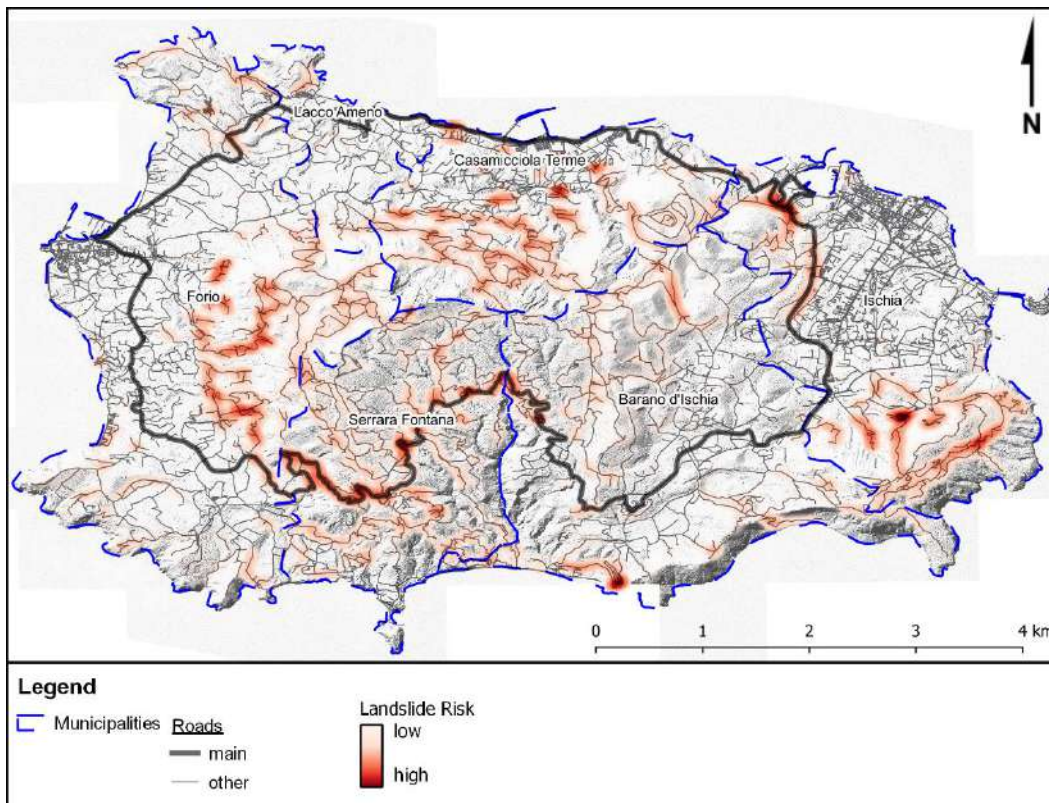 N
Lacco Ameno
Casamicciola Terme
Forio
Ischia
Serrara Fontana
Barano d'Ischia
0 1 2 3 4 km
Legend
Municipalities
Roads
main
other
Landslide Risk
low
high